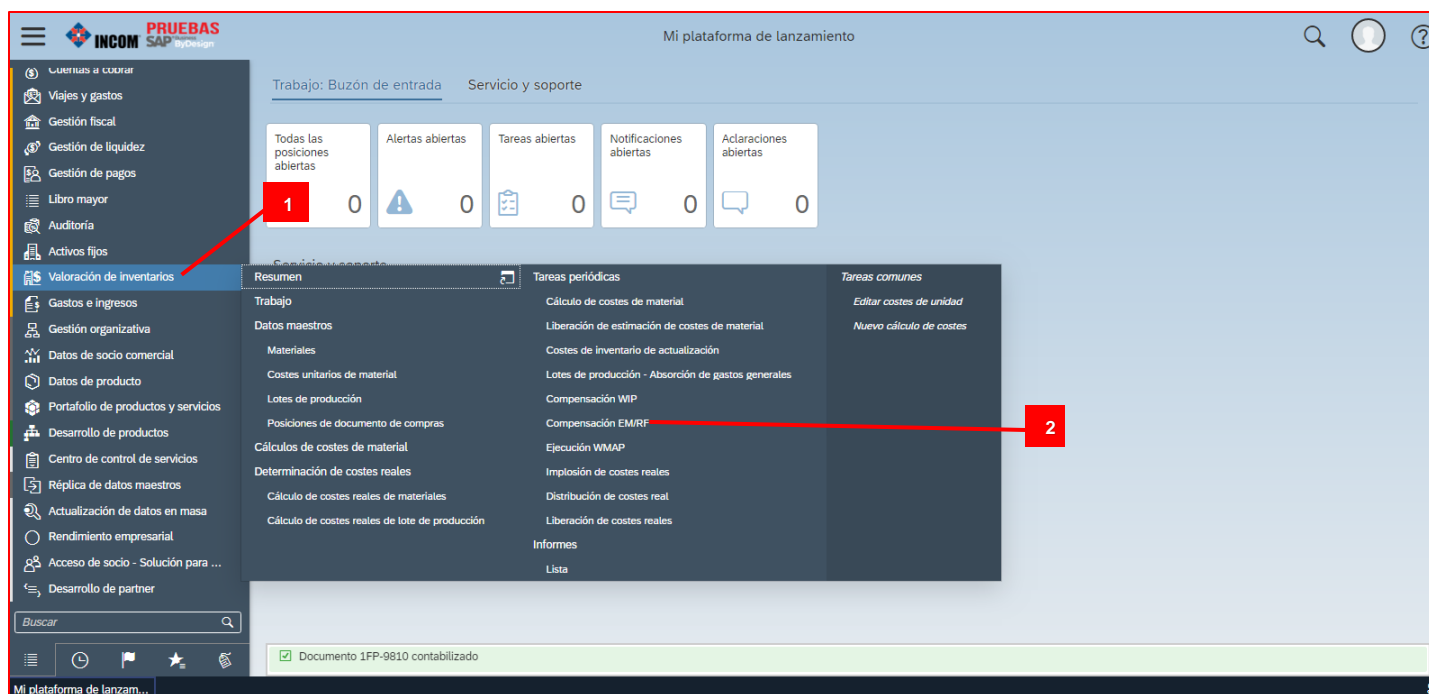 INCOM
PRUEBAS
SAP ByDesign
Mi plataforma de lanzamiento
?
Cuentas a cobrar
Viajes y gastos
Gestión fiscal
Gestión de liquidez
Gestión de pagos
Libro mayor
Auditoría
Activos fijos
Valoración de inventarios
Gastos e ingresos
Gestión organizativa
Datos de socio comercial
Datos de producto
Portafolio de productos y servicios
Desarrollo de productos
Centro de control de servicios
Réplica de datos maestros
Actualización de datos en masa
Rendimiento empresarial
Acceso de socio - Solución para ...
Desarrollo de partner
Buscar
Trabajo: Buzón de entrada
Servicio y soporte
Todas las
posiciones
abiertas
0
Alertas abiertas
0
Tareas abiertas
0
Notificaciones
abiertas
0
Aclaraciones
abiertas
0
1
Servicio y soporte
Resumen
Trabajo
Datos maestros
Materiales
Costes unitarios de material
Lotes de producción
Posiciones de documento de compras
Cálculos de costes de material
Determinación de costes reales
Cálculo de costes reales de materiales
Cálculo de costes reales de lote de producción
Tareas periódicas
Cálculo de costes de material
Liberación de estimación de costes de material
Costes de inventario de actualización
Lotes de producción - Absorción de gastos generales
Compensación WIP
Compensación EM/RF
Ejecución WMAP
Implosión de costes reales
Distribución de costes real
Liberación de costes reales
Informes
Lista
Tareas comunes
Editar costes de unidad
Nuevo cálculo de costes
2
Documento 1FP-9810 contabilizado
Mi plataforma de lanzam...